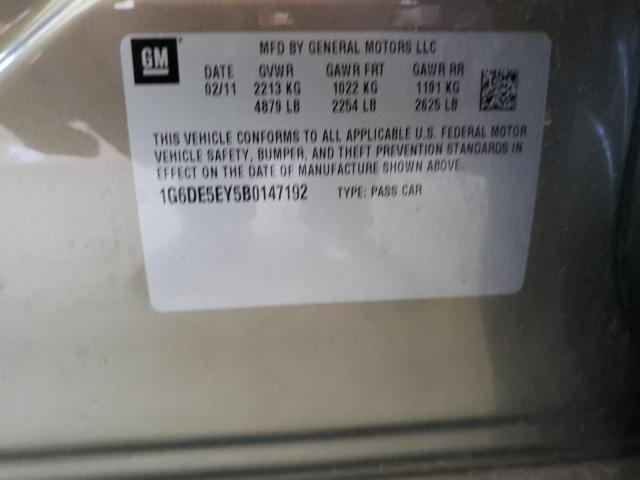 GM
MFD BY GENERAL MOTORS LLC
DATE GVWR GAWR FRT GAWR RR
02/11 2213 KG 1022 KG 1191 KG
4879 LB 2254 LB 2625 LB
THIS VEHICLE CONFORMS TO ALL APPLICABLE U.S. FEDERAL MOTOR
VEHICLE SAFETY, BUMPER, AND THEFT PREVENTION STANDARDS IN
EFFECT ON THE DATE OF MANUFACTURE SHOWN ABOVE.
1G6DE5EY5B0147192 TYPE: PASS CAR